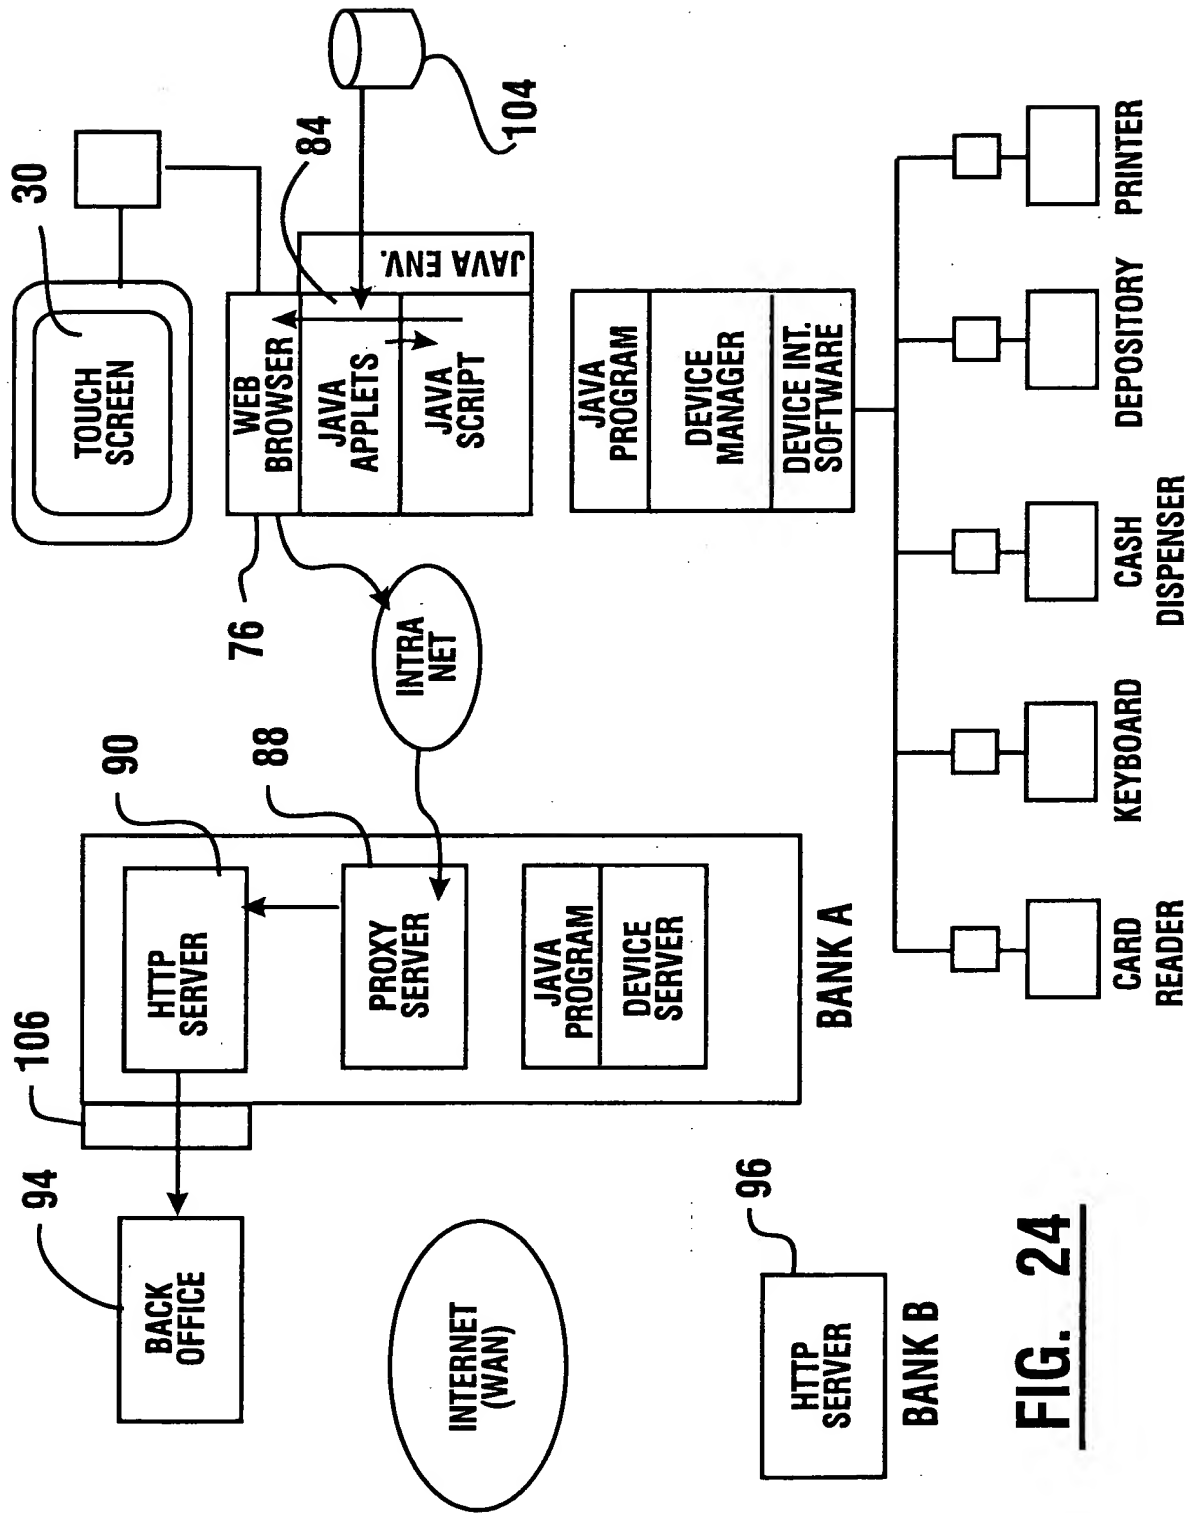 30
TOUCH
SCREEN
84
104
WEB
BROWSER
JAVA
APPLETS
JAVA
SCRIPT
JAVA ENV.
76
INTRA
NET
JAVA
PROGRAM
DEVICE
MANAGER
DEVICE INT.
SOFTWARE
90
HTTP
SERVER
88
PROXY
SERVER
JAVA
PROGRAM
DEVICE
SERVER
BANK A
106
94
BACK
OFFICE
INTERNET
(WAN)
96
HTTP
SERVER
BANK B
CARD
READER
KEYBOARD
CASH
DISPENSER
DEPOSITORY
PRINTER
FIG. 24